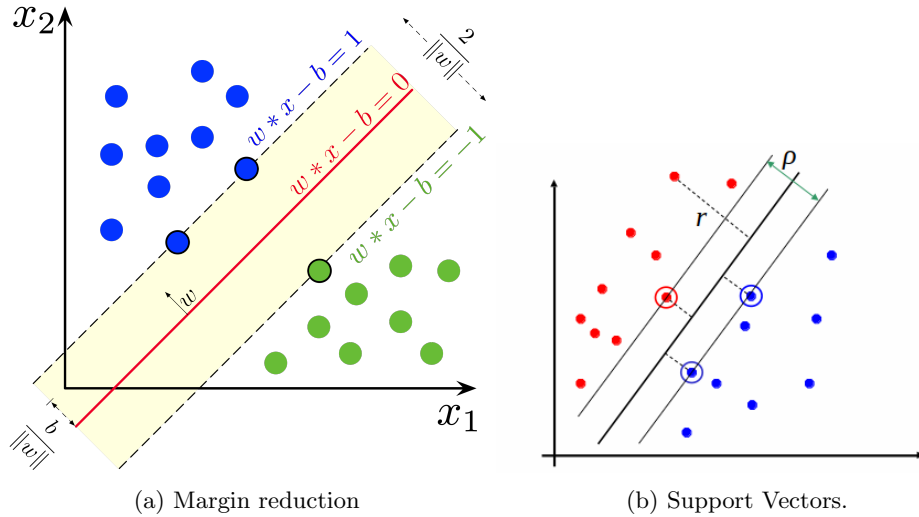 x₂
w * x − b = 1
2
‖w‖
w * x − b = 0
w * x − b = −1
w
b
‖w‖
x₁
ρ
r
(a) Margin reduction
(b) Support Vectors.